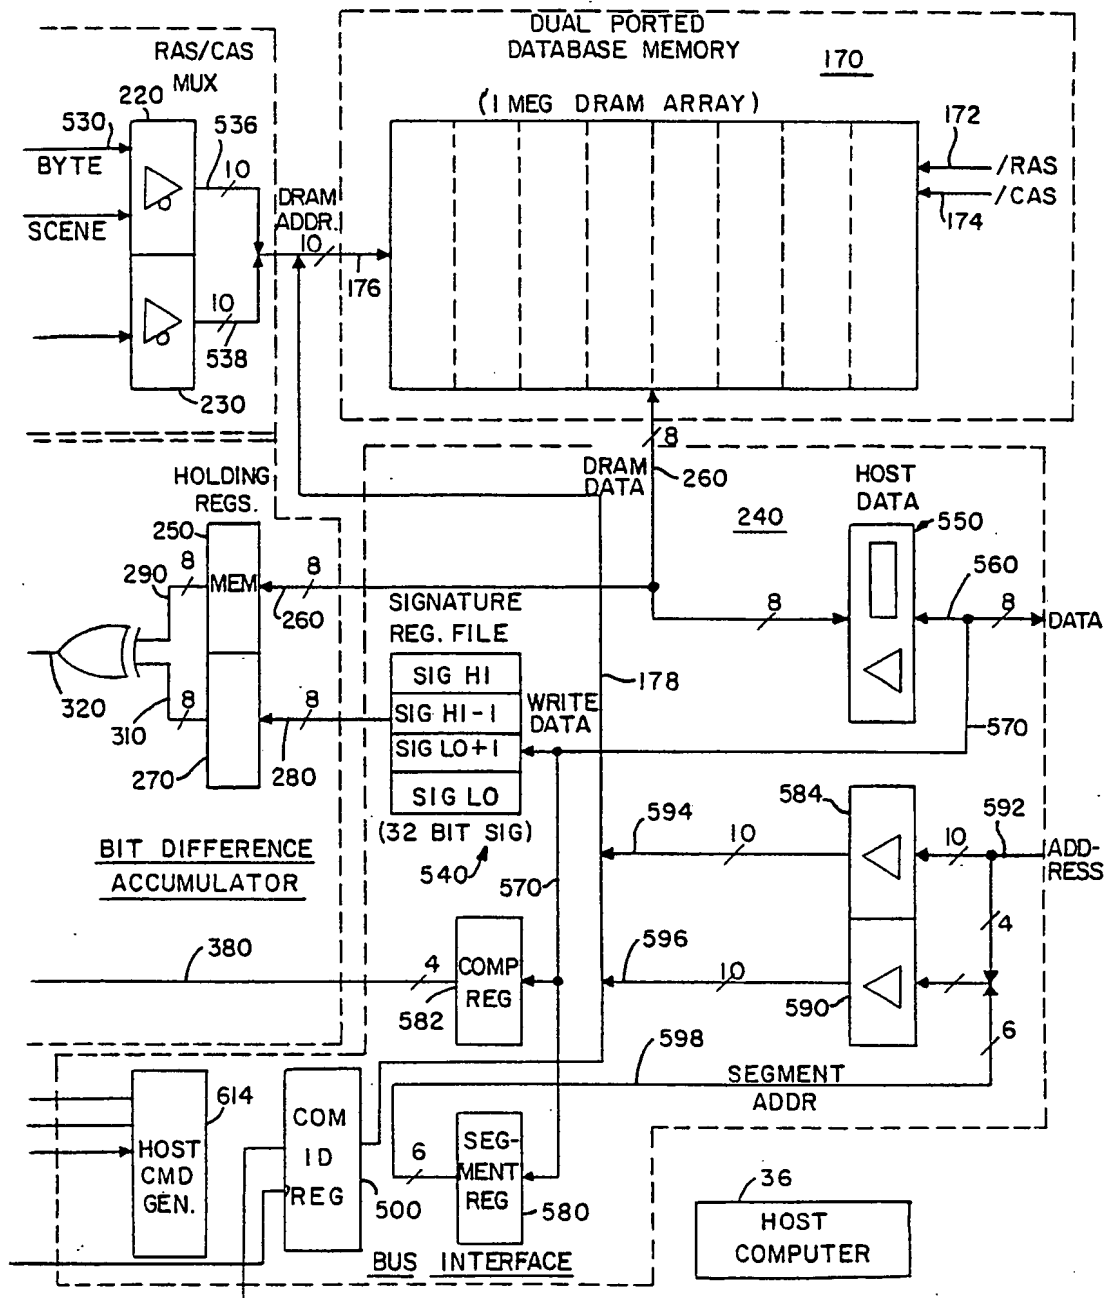 DUAL PORTED
DATABASE MEMORY
170
(1 MEG DRAM ARRAY)
RAS/CAS
MUX
220
530
536
BYTE
10
172
/RAS
/CAS
174
SCENE
DRAM
ADDR.
10
176
10
538
230
8
DRAM
DATA
260
HOLDING
REGS.
250
240
HOST
DATA
550
290
8
MEM
8
260
560
8
8
DATA
SIGNATURE
REG. FILE
SIG HI
SIG HI-1
SIG LO+1
SIG LO
(32 BIT SIG)
540
WRITE
DATA
178
320
310
8
8
270
280
570
584
592
594
10
10
ADD-
RESS
BIT DIFFERENCE
ACCUMULATOR
570
4
380
4
COMP
REG
582
596
10
590
6
598
SEGMENT
ADDR
614
HOST
CMD
GEN.
COM
ID
REG
500
6
SEG-
MENT
REG
580
BUS INTERFACE
36
HOST
COMPUTER